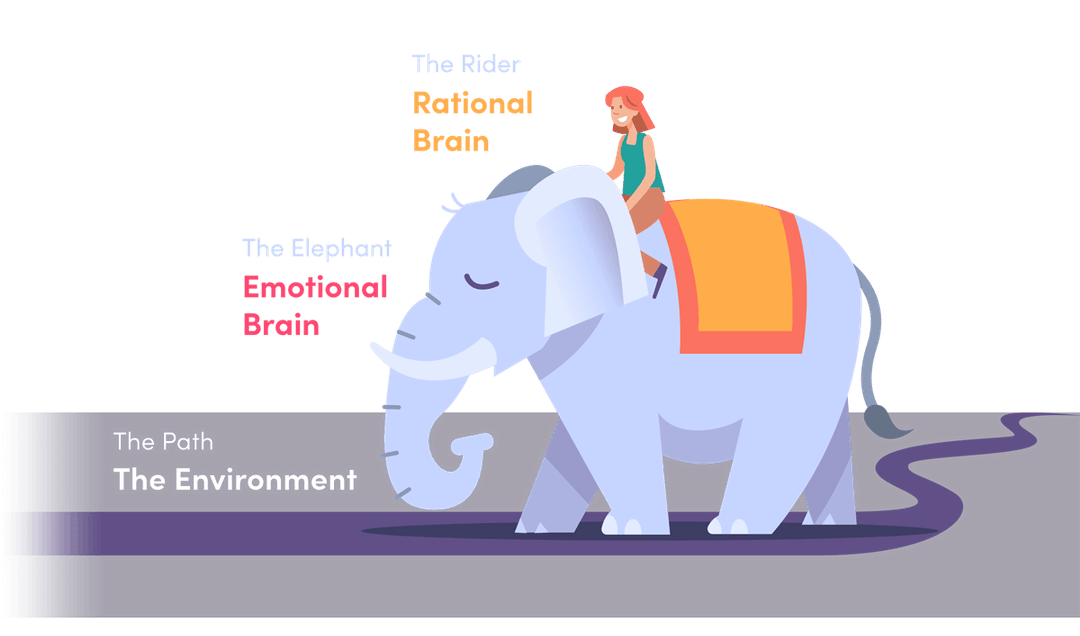 The Rider
Rational
Brain
The Elephant
Emotional
Brain
The Path
The Environment